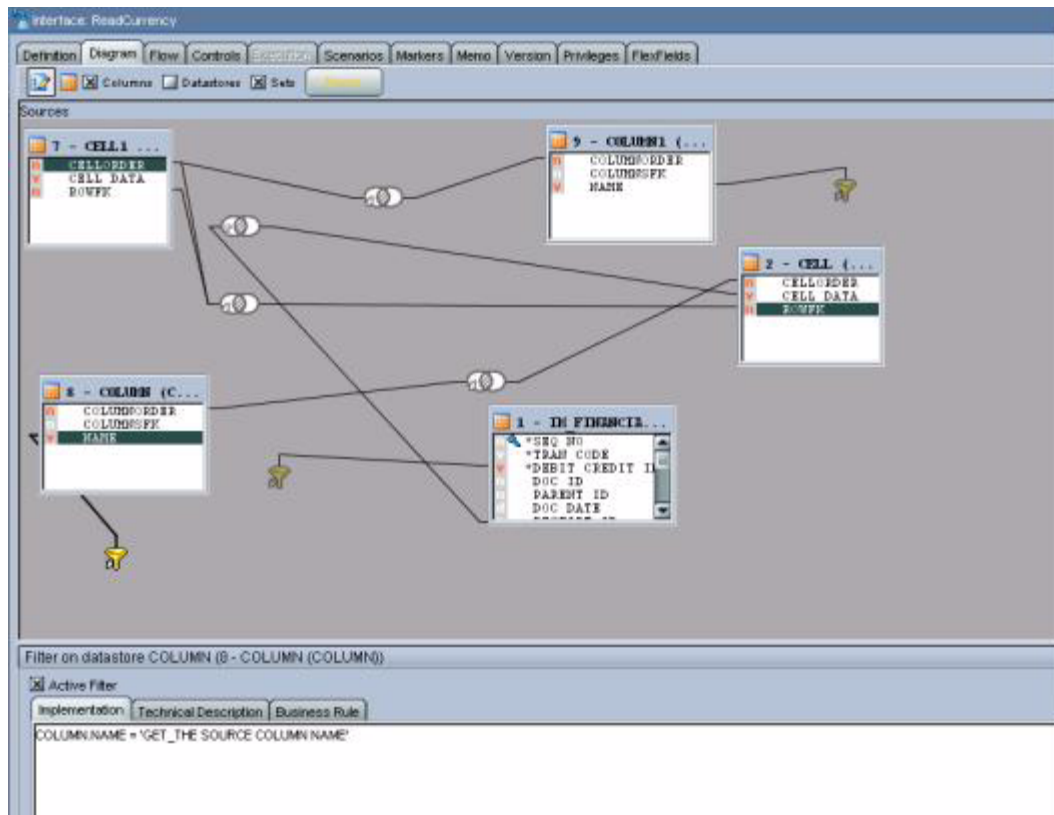 Interface: ReadCurrency
Definition Diagram Flow Controls Execution Scenarios Markers Memo Version Privileges FlexFields
Columns Datastores Sets
Sources
7 - CELL1 ...
CELLORDER
CELL DATA
ROWFK
9 - COLUMN1 (...
COLUMNORDER
COLUMNSFK
NAME
2 - CELL (...
CELLORDER
CELL DATA
ROWFK
8 - COLUMN (C...
COLUMNORDER
COLUMNSFK
NAME
1 - IN_FINANCIA...
*SEQ NO
*TRAN CODE
*DEBIT CREDIT I
DOC ID
PARENT ID
DOC DATE
Filter on datastore COLUMN (8 - COLUMN (COLUMN))
Active Filter
Implementation Technical Description Business Rule
COLUMN.NAME = 'GET_THE SOURCE COLUMN NAME'